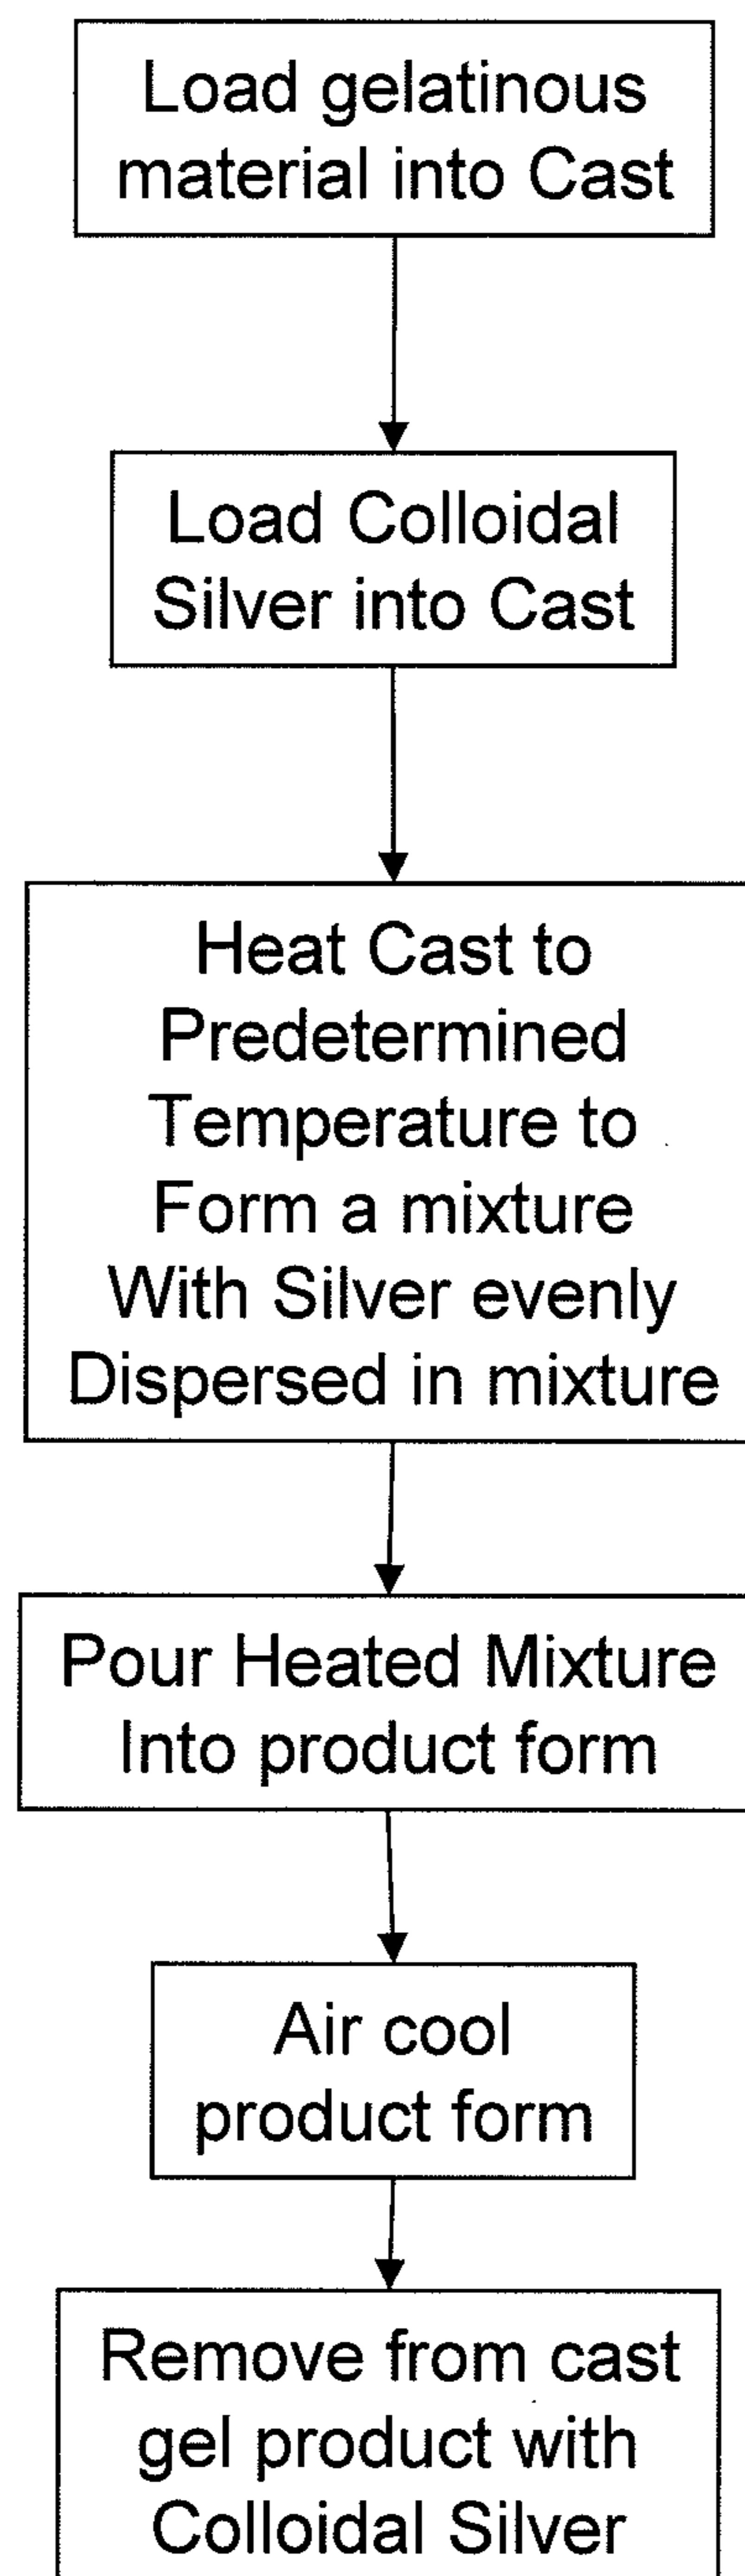 Load gelatinous
material into Cast
Load Colloidal
Silver into Cast
Heat Cast to
Predetermined
Temperature to
Form a mixture
With Silver evenly
Dispersed in mixture
Pour Heated Mixture
Into product form
Air cool
product form
Remove from cast
gel product with
Colloidal Silver